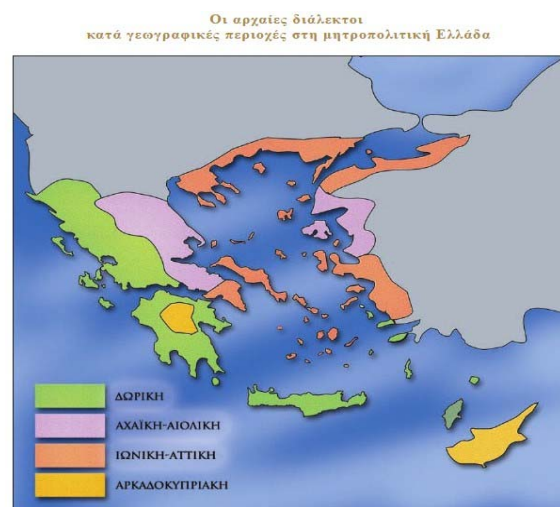 Οι αρχαίες διάλεκτοι
κατά γεωγραφικές περιοχές στη μητροπολιτική Ελλάδα
ΔΩΡΙΚΗ
ΑΧΑΪΚΗ-ΑΙΟΛΙΚΗ
ΙΩΝΙΚΗ-ΑΤΤΙΚΗ
ΑΡΚΑΔΟΚΥΠΡΙΑΚΗ